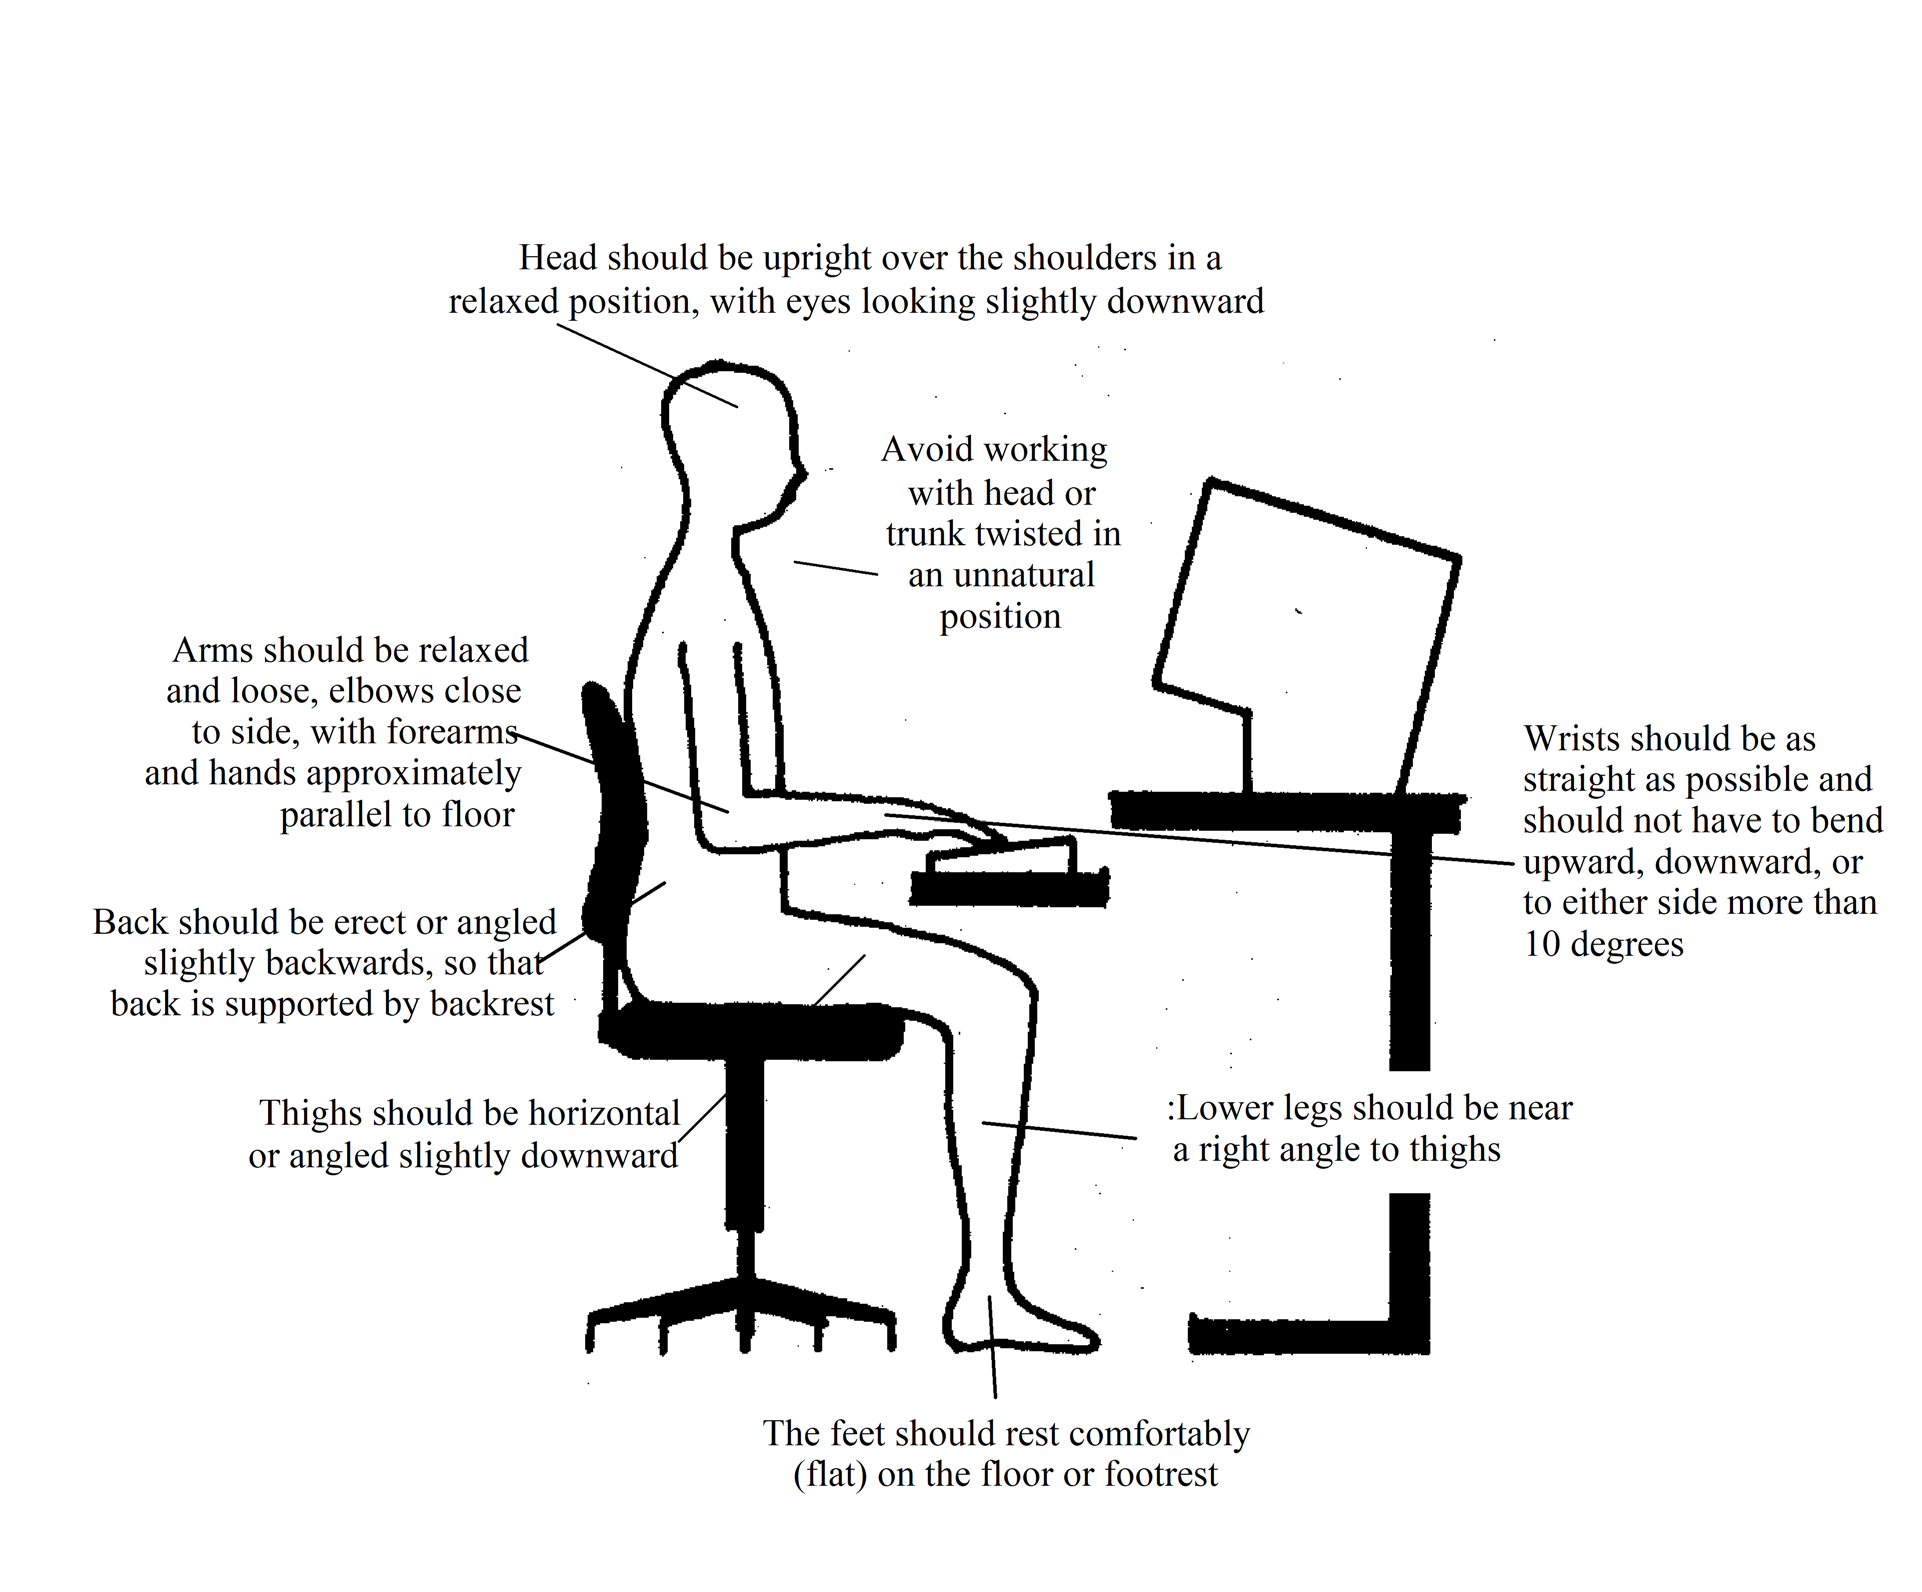 Head should be upright over the shoulders in a
relaxed position, with eyes looking slightly downward
Avoid working
with head or
trunk twisted in
an unnatural
position
Arms should be relaxed
and loose, elbows close
to side, with forearms
and hands approximately
parallel to floor
Wrists should be as
straight as possible and
should not have to bend
upward, downward, or
to either side more than
10 degrees
Back should be erect or angled
slightly backwards, so that
back is supported by backrest
Thighs should be horizontal
or angled slightly downward
:Lower legs should be near
a right angle to thighs
The feet should rest comfortably
(flat) on the floor or footrest